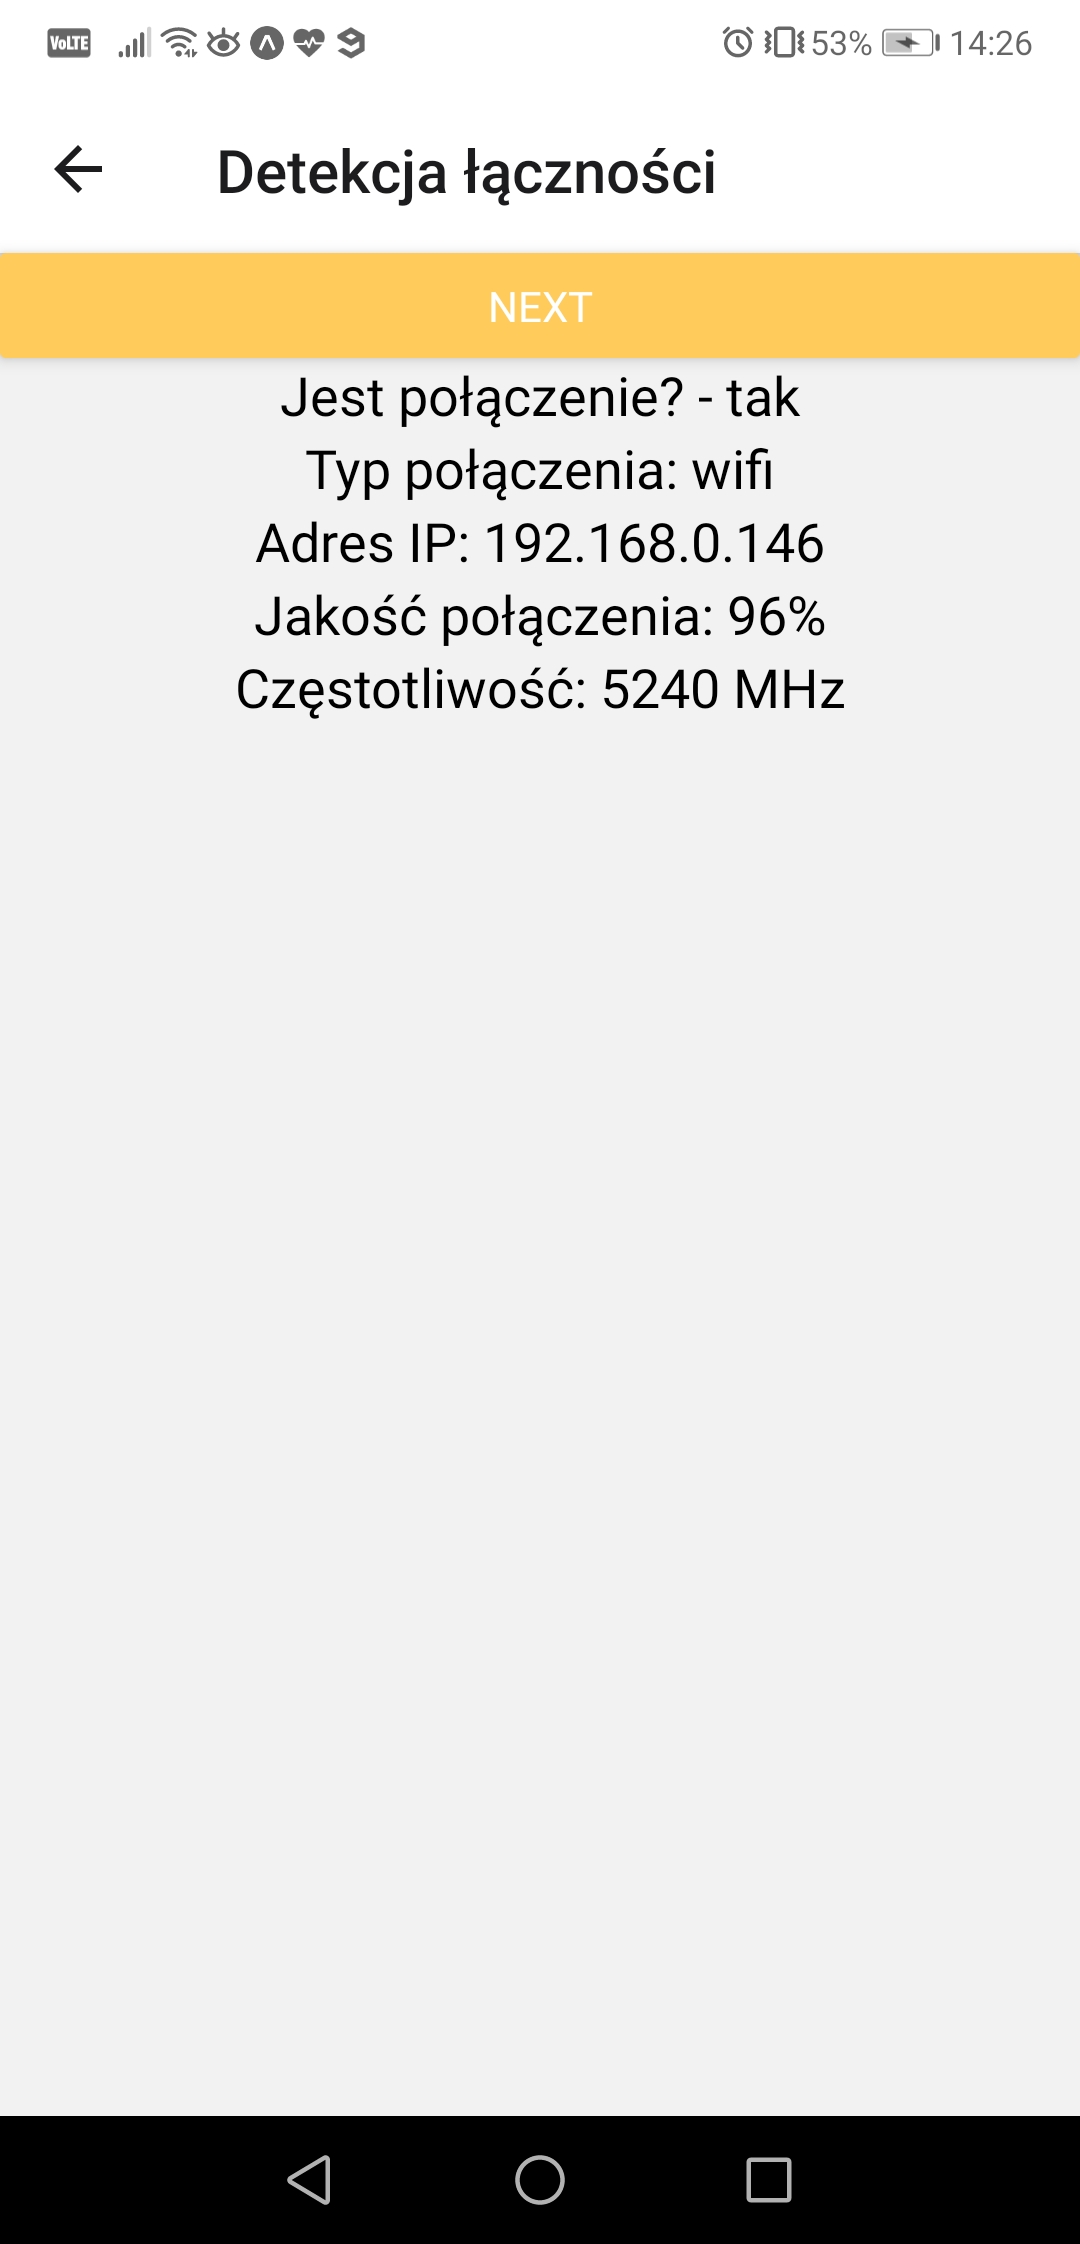 VoLTE 53% 14:26
Detekcja łączności
NEXT
Jest połączenie? - tak
Typ połączenia: wifi
Adres IP: 192.168.0.146
Jakość połączenia: 96%
Częstotliwość: 5240 MHz